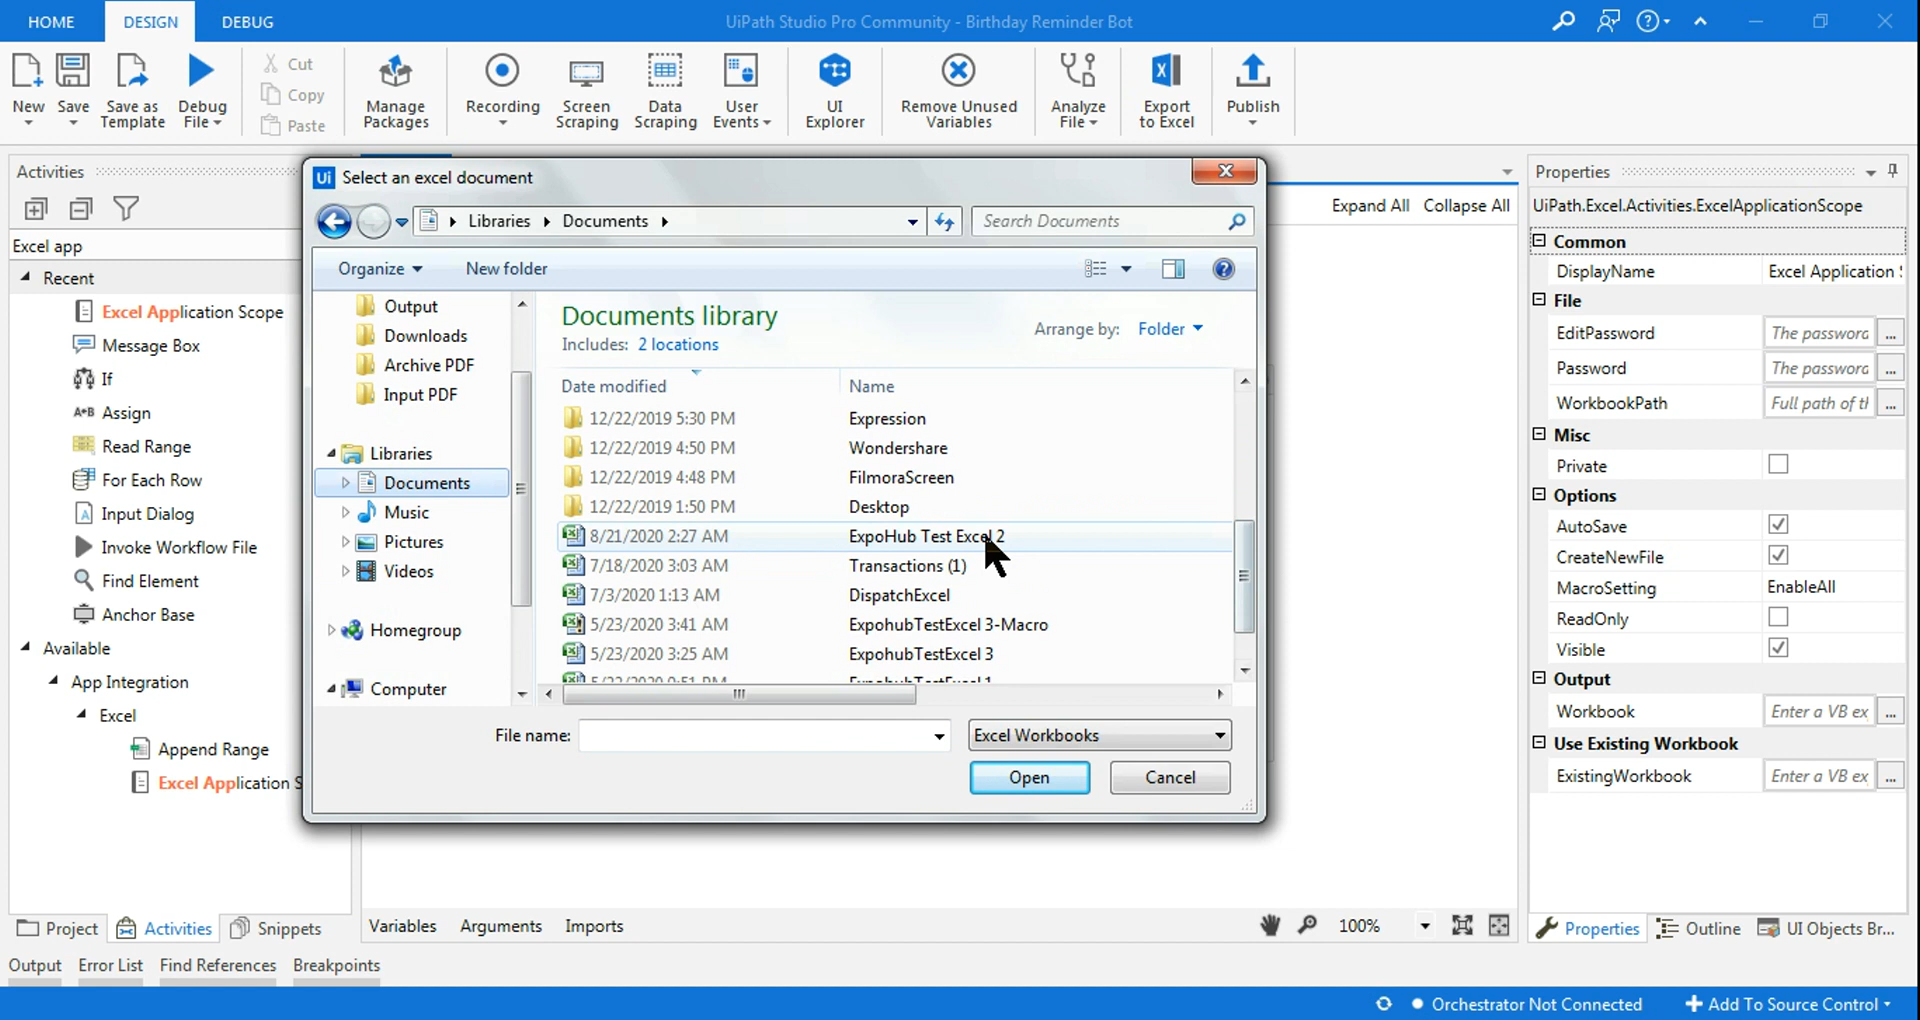 HOME DESIGN DEBUG UiPath Studio Pro Community - Birthday Reminder Bot
New Save Save as Template Debug File Cut Copy Paste Manage Packages Recording Screen Scraping Data Scraping User Events UI Explorer Remove Unused Variables Analyze File Export to Excel Publish
Activities
Excel app
Recent
Excel Application Scope
Message Box
If
A*B Assign
Read Range
For Each Row
Input Dialog
Invoke Workflow File
Find Element
Anchor Base
Available
App Integration
Excel
Append Range
Excel Application S
Project Activities Snippets
Ui Select an excel document
Libraries Documents Search Documents
Organize New folder
Output
Downloads
Archive PDF
Input PDF
Libraries
Documents
Music
Pictures
Videos
Homegroup
Computer
Documents library
Includes: 2 locations
Arrange by: Folder
Date modified Name
12/22/2019 5:30 PM Expression
12/22/2019 4:50 PM Wondershare
12/22/2019 4:48 PM FilmoraScreen
12/22/2019 1:50 PM Desktop
8/21/2020 2:27 AM ExpoHub Test Excel 2
7/18/2020 3:03 AM Transactions (1)
7/3/2020 1:13 AM DispatchExcel
5/23/2020 3:41 AM ExpohubTestExcel 3-Macro
5/23/2020 3:25 AM ExpohubTestExcel 3
File name: Excel Workbooks
Open Cancel
Expand All Collapse All
Variables Arguments Imports 100%
Properties
UiPath.Excel.Activities.ExcelApplicationScope
Common
DisplayName Excel Application
File
EditPassword The password ...
Password The password ...
WorkbookPath Full path of th ...
Misc
Private
Options
AutoSave
CreateNewFile
MacroSetting EnableAll
ReadOnly
Visible
Output
Workbook Enter a VB ex ...
Use Existing Workbook
ExistingWorkbook Enter a VB ex ...
Properties Outline UI Objects Br...
Output Error List Find References Breakpoints
Orchestrator Not Connected Add To Source Control